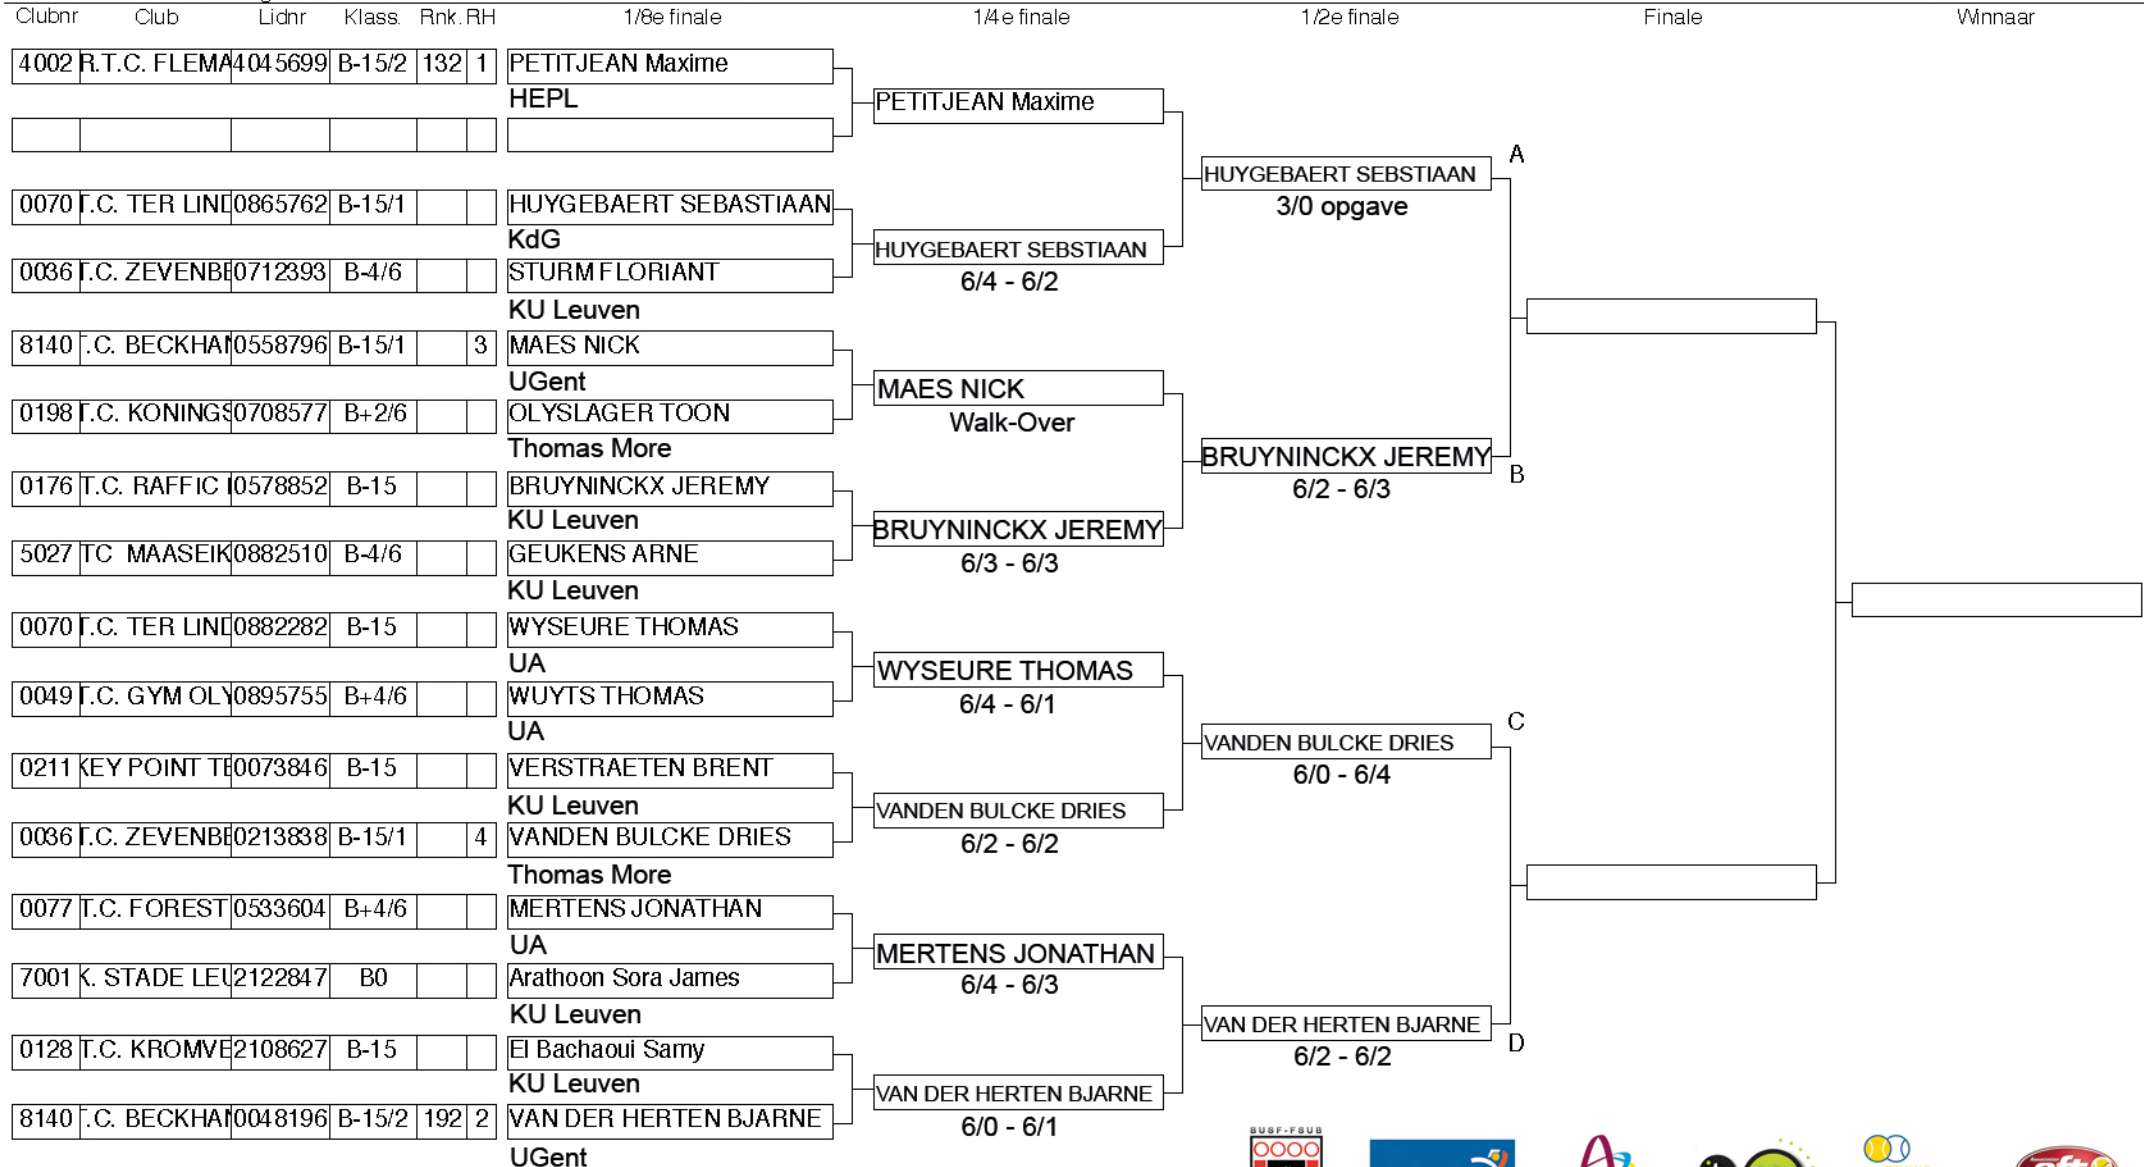 Clubnr Club Lidnr Klass. Rnk. RH 1/8e finale 1/4e finale 1/2e finale Finale Winnaar
4002 R.T.C. FLEMA 4045699 B-15/2 132 1 PETITJEAN Maxime
HEPL
PETITJEAN Maxime
A
HUYGEBAERT SEBSTIAAN
3/0 opgave
0070 T.C. TER LIND 0865762 B-15/1 HUYGEBAERT SEBASTIAAN
KdG
HUYGEBAERT SEBSTIAAN
6/4 - 6/2
0036 T.C. ZEVENBE 0712393 B-4/6 STURM FLORIANT
KU Leuven
8140 T.C. BECKHAN 0558796 B-15/1 3 MAES NICK
UGent
MAES NICK
Walk-Over
0198 T.C. KONINGS 0708577 B+2/6 OLYSLAGER TOON
Thomas More
BRUYNINCKX JEREMY
B
6/2 - 6/3
0176 T.C. RAFFIC 0578852 B-15 BRUYNINCKX JEREMY
KU Leuven
BRUYNINCKX JEREMY
6/3 - 6/3
5027 TC MAASEIK 0882510 B-4/6 GEUKENS ARNE
KU Leuven
0070 T.C. TER LIND 0882282 B-15 WYSEURE THOMAS
UA
WYSEURE THOMAS
6/4 - 6/1
0049 T.C. GYM OLY 0895755 B+4/6 WUYTS THOMAS
UA
C
VANDEN BULCKE DRIES
6/0 - 6/4
0211 KEY POINT TE 0073846 B-15 VERSTRAETEN BRENT
KU Leuven
VANDEN BULCKE DRIES
6/2 - 6/2
0036 T.C. ZEVENBE 0213838 B-15/1 4 VANDEN BULCKE DRIES
Thomas More
0077 T.C. FOREST 0533604 B+4/6 MERTENS JONATHAN
UA
MERTENS JONATHAN
6/4 - 6/3
7001 K. STADE LEU 2122847 B0 Arathoon Sora James
KU Leuven
VAN DER HERTEN BJARNE
D
6/2 - 6/2
0128 T.C. KROMVE 2108627 B-15 El Bachaoui Samy
KU Leuven
VAN DER HERTEN BJARNE
6/0 - 6/1
8140 T.C. BECKHAN 0048196 B-15/2 192 2 VAN DER HERTEN BJARNE
UGent
BUSF-FSUB